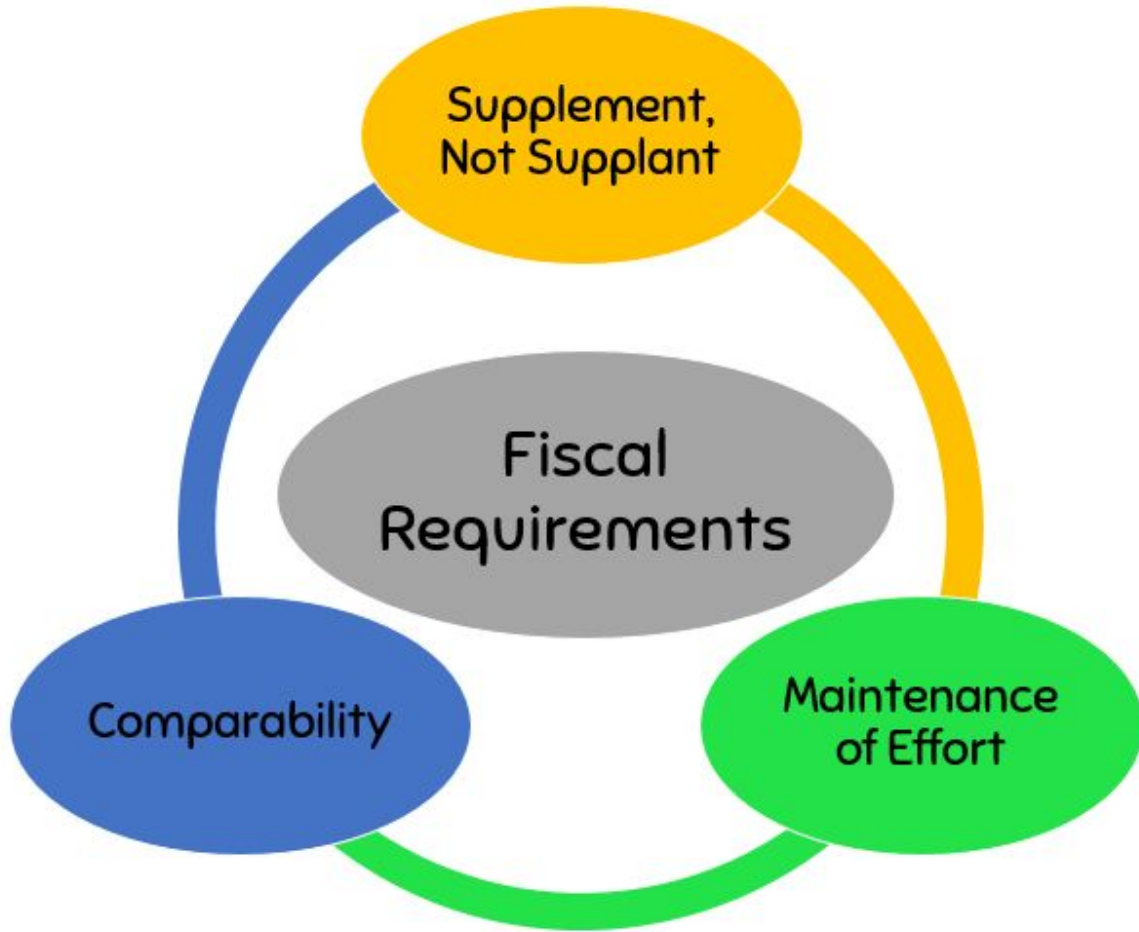 Supplement,
Not Supplant
Fiscal
Requirements
Comparability
Maintenance
of Effort